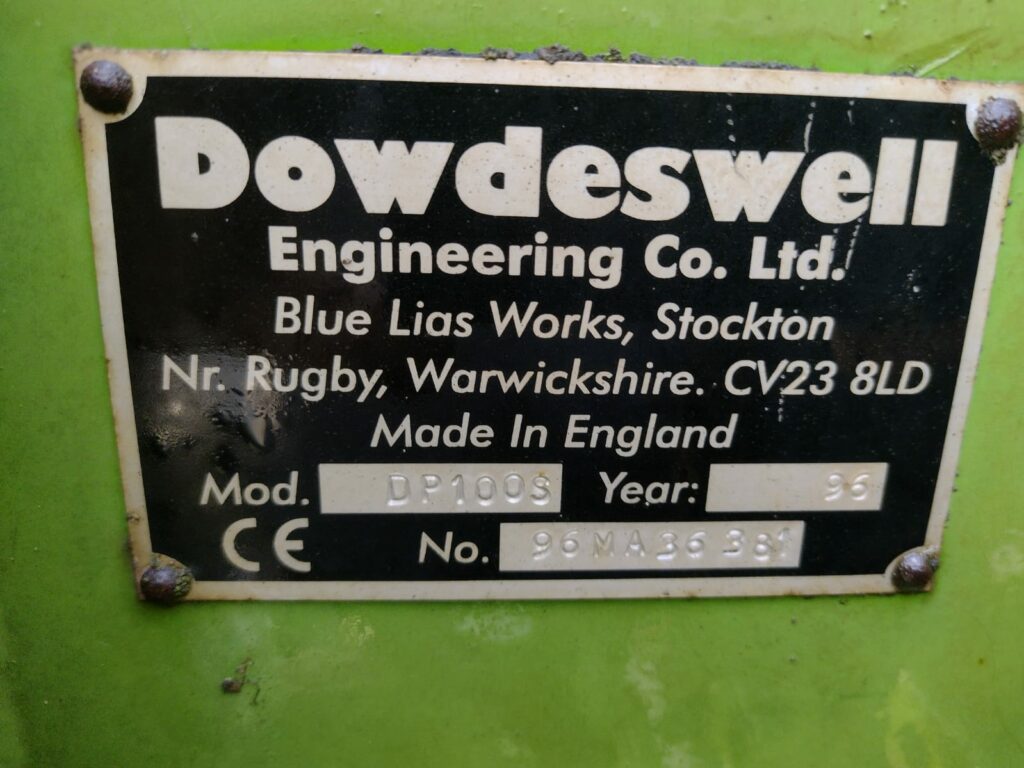 Dowdeswell
Engineering Co. Ltd.
Blue Lias Works, Stockton
Nr. Rugby, Warwickshire. CV23 8LD
Made In England
Mod. DP100S Year: 96
CE No. 96MA36 381